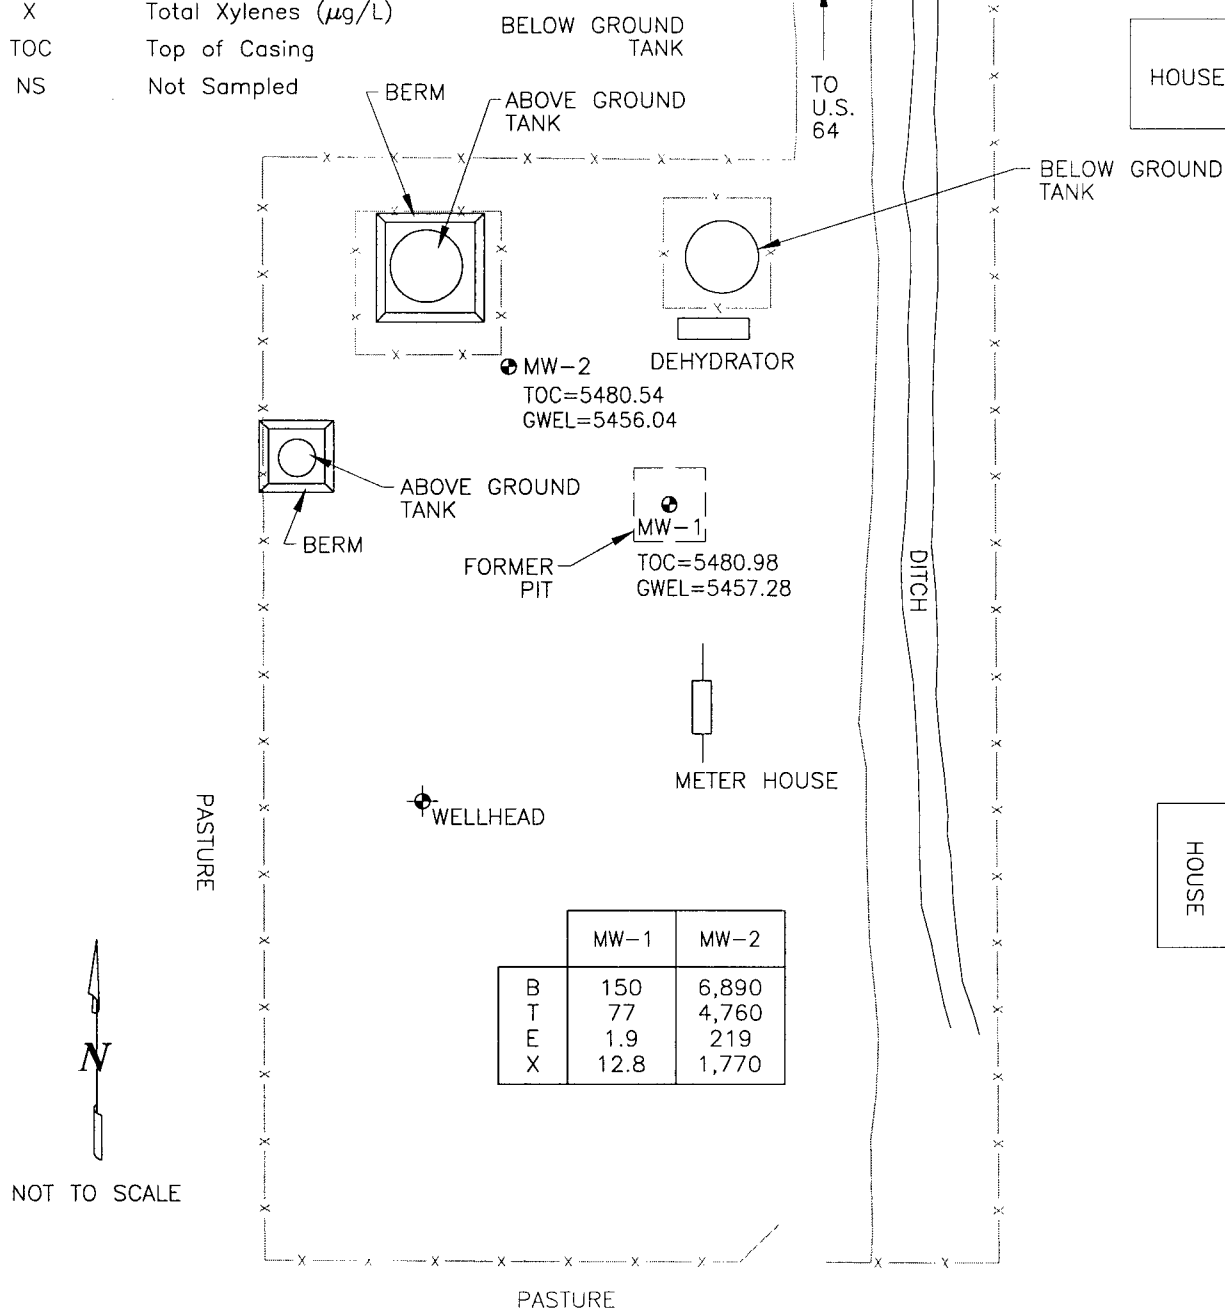 X Total Xylenes (µg/L)
TOC Top of Casing
NS Not Sampled
BELOW GROUND
TANK
TO
U.S.
64
HOUSE
BERM
ABOVE GROUND
TANK
BELOW GROUND
TANK
DEHYDRATOR
MW-2
TOC=5480.54
GWEL=5456.04
ABOVE GROUND
TANK
BERM
MW-1
FORMER
PIT
TOC=5480.98
GWEL=5457.28
DITCH
METER HOUSE
WELLHEAD
PASTURE
HOUSE
MW-1 MW-2
B 150 6,890
T 77 4,760
E 1.9 219
X 12.8 1,770
N
NOT TO SCALE
PASTURE